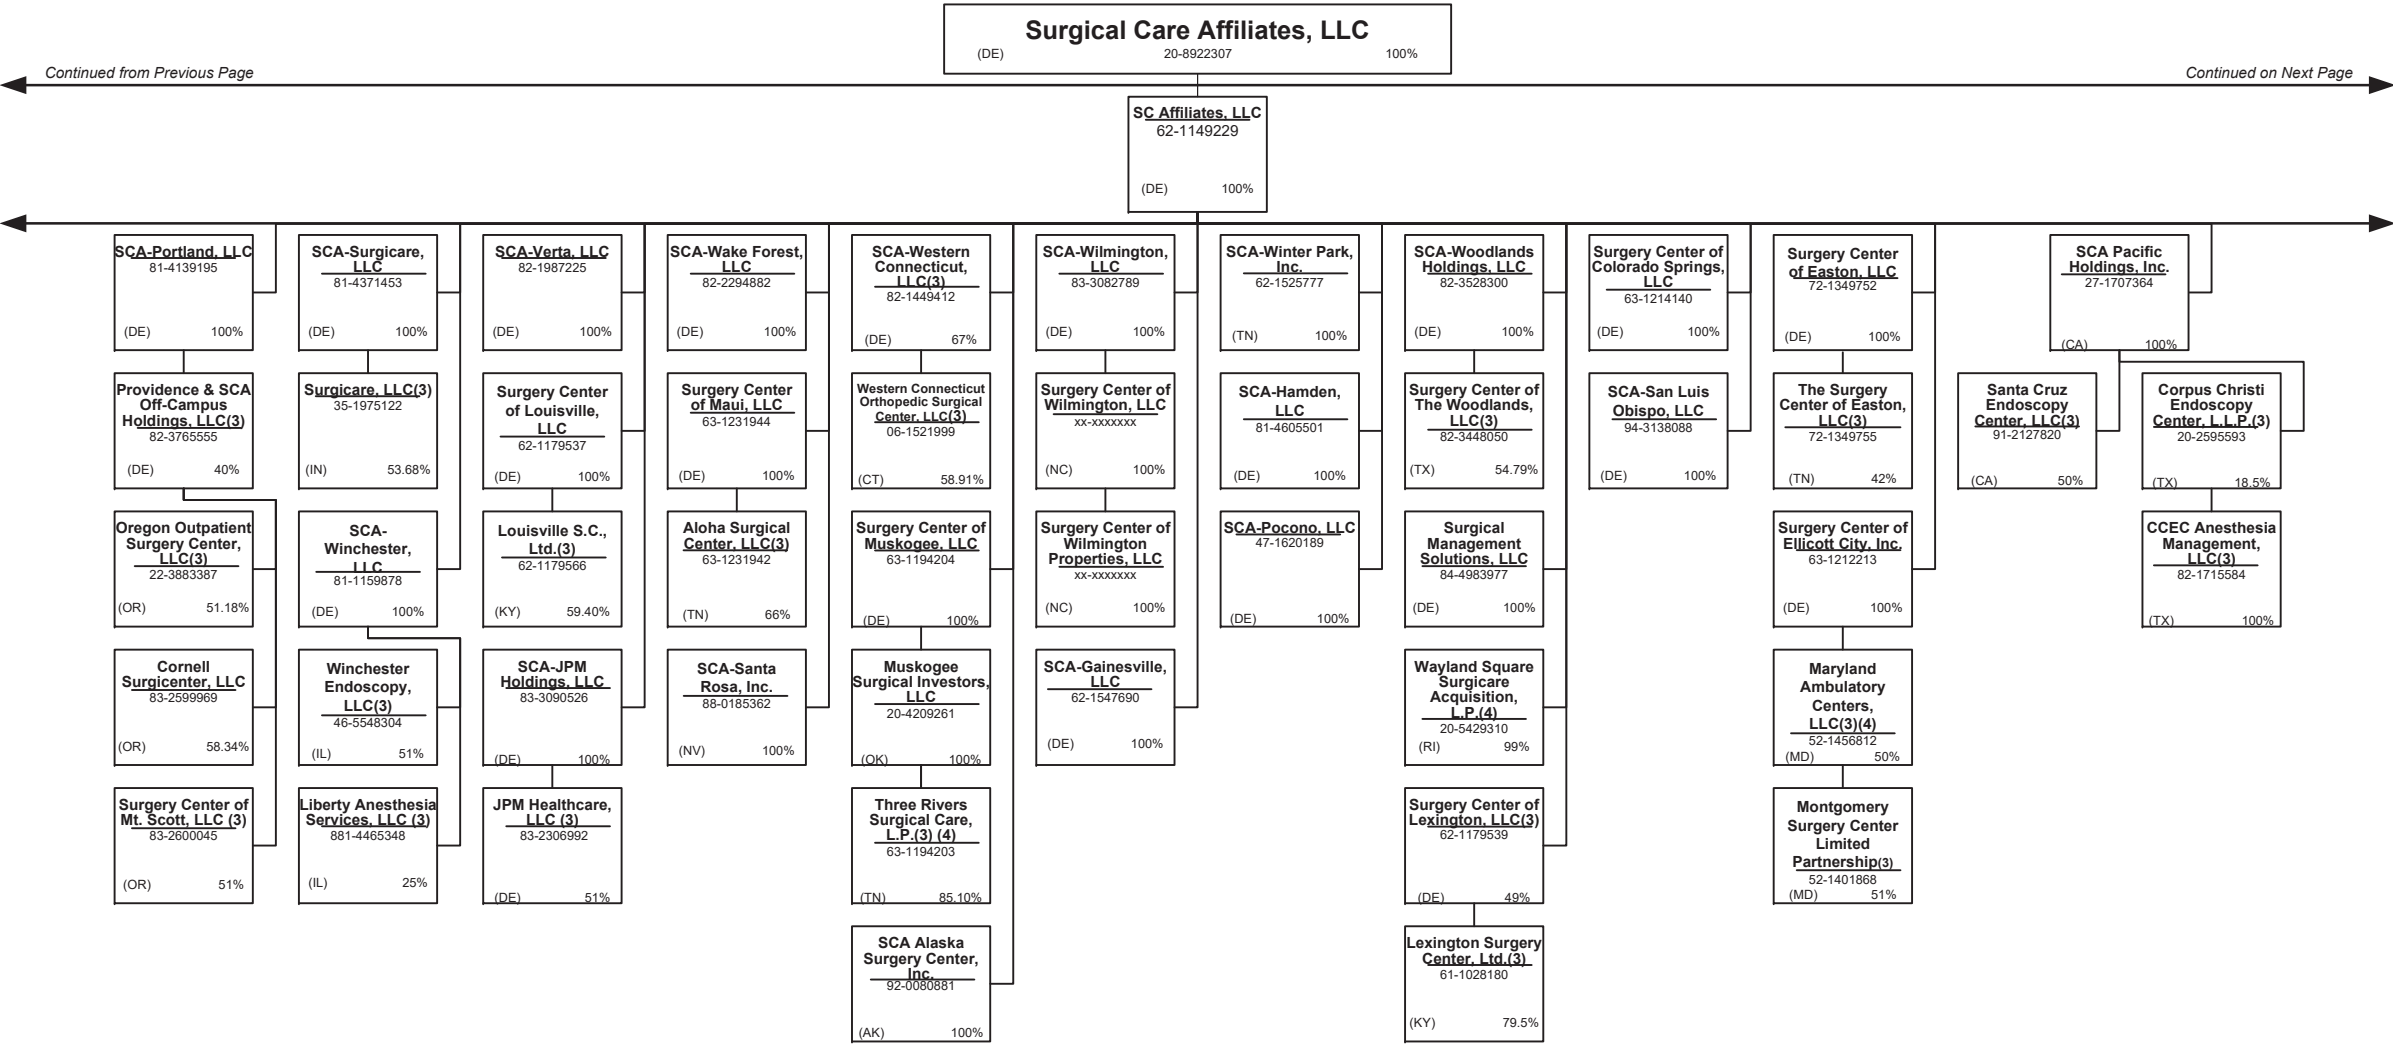 Surgical Care Affiliates, LLC
(DE) 20-8922307 100%
Continued from Previous Page
Continued on Next Page
SC Affiliates, LLC
62-1149229
(DE) 100%
SCA-Portland, LLC
81-4139195
(DE) 100%
SCA-Surgicare,
LLC
81-4371453
(DE) 100%
SCA-Verta, LLC
82-1987225
(DE) 100%
SCA-Wake Forest,
LLC
82-2294882
(DE) 100%
SCA-Western
Connecticut,
LLC(3)
82-1449412
(DE) 67%
SCA-Wilmington,
LLC
83-3082789
(DE) 100%
SCA-Winter Park,
Inc.
62-1525777
(TN) 100%
SCA-Woodlands
Holdings, LLC
82-3528300
(DE) 100%
Surgery Center of
Colorado Springs,
LLC
63-1214140
(DE) 100%
Surgery Center
of Easton, LLC
72-1349752
(DE) 100%
SCA Pacific
Holdings, Inc.
27-1707364
(CA) 100%
Providence & SCA
Off-Campus
Holdings, LLC(3)
82-3765555
(DE) 40%
Surgicare, LLC(3)
35-1975122
(IN) 53.68%
Surgery Center
of Louisville,
LLC
62-1179537
(DE) 100%
Surgery Center
of Maui, LLC
63-1231944
(DE) 100%
Western Connecticut
Orthopedic Surgical
Center, LLC(3)
06-1521999
(CT) 58.91%
Surgery Center of
Wilmington, LLC
xx-xxxxxxx
(NC) 100%
SCA-Hamden,
LLC
81-4605501
(DE) 100%
Surgery Center of
The Woodlands,
LLC(3)
82-3448050
(TX) 54.79%
SCA-San Luis
Obispo, LLC
94-3138088
(DE) 100%
The Surgery
Center of Easton,
LLC(3)
72-1349755
(TN) 42%
Santa Cruz
Endoscopy
Center, LLC(3)
91-2127820
(CA) 50%
Corpus Christi
Endoscopy
Center, L.L.P.(3)
20-2595593
(TX) 18.5%
Oregon Outpatient
Surgery Center,
LLC(3)
22-3883387
(OR) 51.18%
SCA-
Winchester,
LLC
81-1159878
(DE) 100%
Louisville S.C.,
Ltd.(3)
62-1179566
(KY) 59.40%
Aloha Surgical
Center, LLC(3)
63-1231942
(TN) 66%
Surgery Center of
Muskogee, LLC
63-1194204
(DE) 100%
Surgery Center of
Wilmington
Properties, LLC
xx-xxxxxxx
(NC) 100%
SCA-Pocono, LLC
47-1620189
(DE) 100%
Surgical
Management
Solutions, LLC
84-4983977
(DE) 100%
Surgery Center of
Ellicott City, Inc.
63-1212213
(DE) 100%
CCEC Anesthesia
Management,
LLC(3)
82-1715584
(TX) 100%
Cornell
Surgicenter, LLC
83-2599969
(OR) 58.34%
Winchester
Endoscopy,
LLC(3)
46-5548304
(IL) 51%
SCA-JPM
Holdings, LLC
83-3090526
(DE) 100%
SCA-Santa
Rosa, Inc.
88-0185362
(NV) 100%
Muskogee
Surgical Investors,
LLC
20-4209261
(OK) 100%
SCA-Gainesville,
LLC
62-1547690
(DE) 100%
Wayland Square
Surgicare
Acquisition,
L.P.(4)
20-5429310
(RI) 99%
Maryland
Ambulatory
Centers,
LLC(3)(4)
52-1456812
(MD) 50%
Surgery Center of
Mt. Scott, LLC (3)
83-2600045
(OR) 51%
Liberty Anesthesia
Services, LLC (3)
881-4465348
(IL) 25%
JPM Healthcare,
LLC (3)
83-2306992
(DE) 51%
Three Rivers
Surgical Care,
L.P.(3) (4)
63-1194203
(TN) 85.10%
Surgery Center of
Lexington, LLC(3)
62-1179539
(DE) 49%
Montgomery
Surgery Center
Limited
Partnership(3)
52-1401868
(MD) 51%
SCA Alaska
Surgery Center,
Inc.
92-0080881
(AK) 100%
Lexington Surgery
Center, Ltd.(3)
61-1028180
(KY) 79.5%